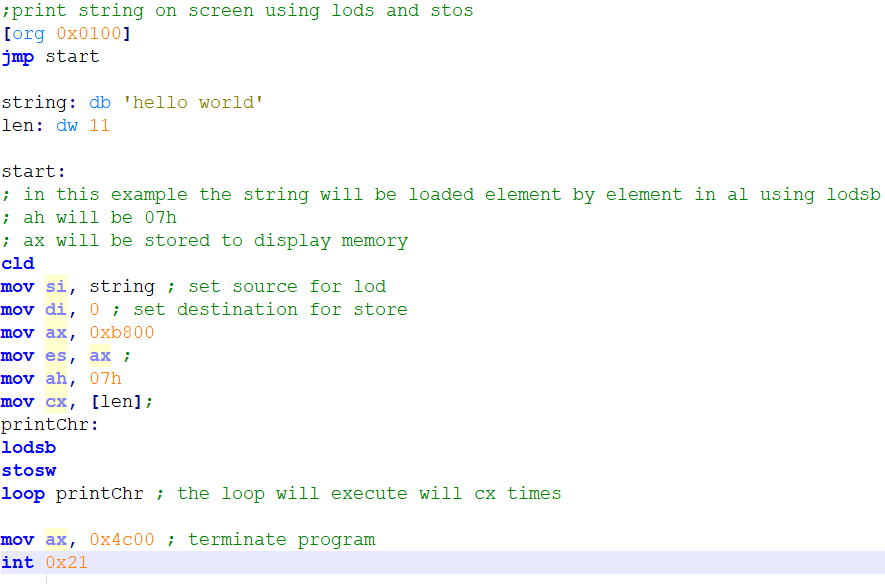 ;print string on screen using lods and stos
[org 0x0100]
jmp start
string: db 'hello world'
len: dw 11
start:
; in this example the string will be loaded element by element in al using lodsb
; ah will be 07h
; ax will be stored to display memory
cld
mov si, string ; set source for lod
mov di, 0 ; set destination for store
mov ax, 0xb800
mov es, ax ;
mov ah, 07h
mov cx, [len];
printChr:
lodsb
stosw
loop printChr ; the loop will execute will cx times
mov ax, 0x4c00 ; terminate program
int 0x21